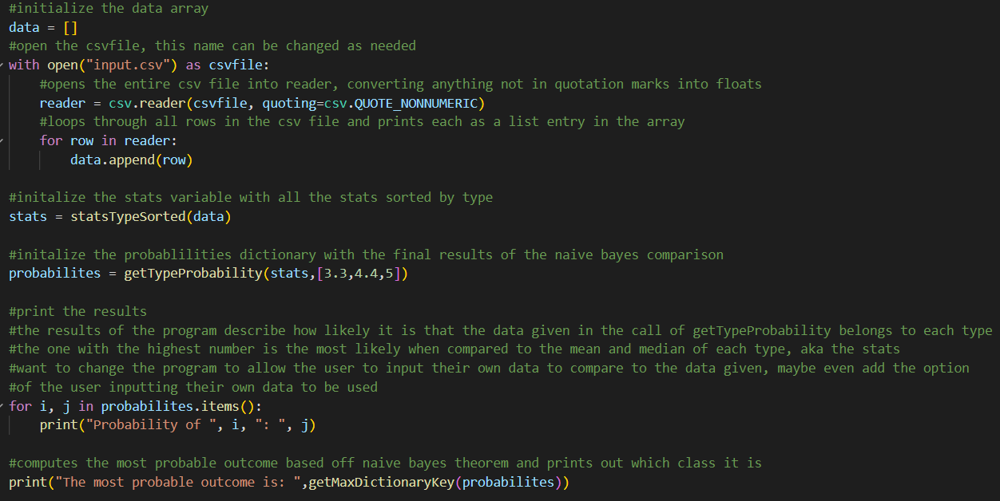 #initialize the data array
data = []
#open the csvfile, this name can be changed as needed
with open("input.csv") as csvfile:
    #opens the entire csv file into reader, converting anything not in quotation marks into floats
    reader = csv.reader(csvfile, quoting=csv.QUOTE_NONNUMERIC)
    #loops through all rows in the csv file and prints each as a list entry in the array
    for row in reader:
        data.append(row)

#initalize the stats variable with all the stats sorted by type
stats = statsTypeSorted(data)

#initalize the probablilities dictionary with the final results of the naive bayes comparison
probabilites = getTypeProbability(stats,[3.3,4.4,5])

#print the results
#the results of the program describe how likely it is that the data given in the call of getTypeProbability belongs to each type
#the one with the highest number is the most likely when compared to the mean and median of each type, aka the stats
#want to change the program to allow the user to input their own data to compare to the data given, maybe even add the option
#of the user inputting their own data to be used
for i, j in probabilites.items():
    print("Probability of ", i, ": ", j)

#computes the most probable outcome based off naive bayes theorem and prints out which class it is
print("The most probable outcome is: ",getMaxDictionaryKey(probabilites))